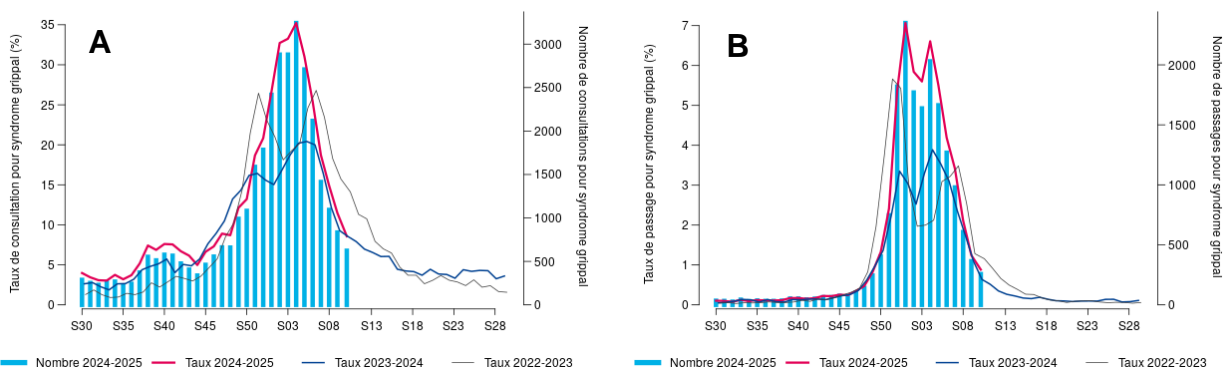 A
Taux de consultation pour syndrome grippal (%)
35
30
25
20
15
10
5
0
3000
2500
2000
1500
1000
500
0
Nombre de consultations pour syndrome grippal
S30 S35 S40 S45 S50 S03 S08 S13 S18 S23 S28
Nombre 2024-2025 Taux 2024-2025 Taux 2023-2024 Taux 2022-2023
B
Taux de passage pour syndrome grippal (%)
7
6
5
4
3
2
1
0
2000
1500
1000
500
0
Nombre de passages pour syndrome grippal
S30 S35 S40 S45 S50 S03 S08 S13 S18 S23 S28
Nombre 2024-2025 Taux 2024-2025 Taux 2023-2024 Taux 2022-2023